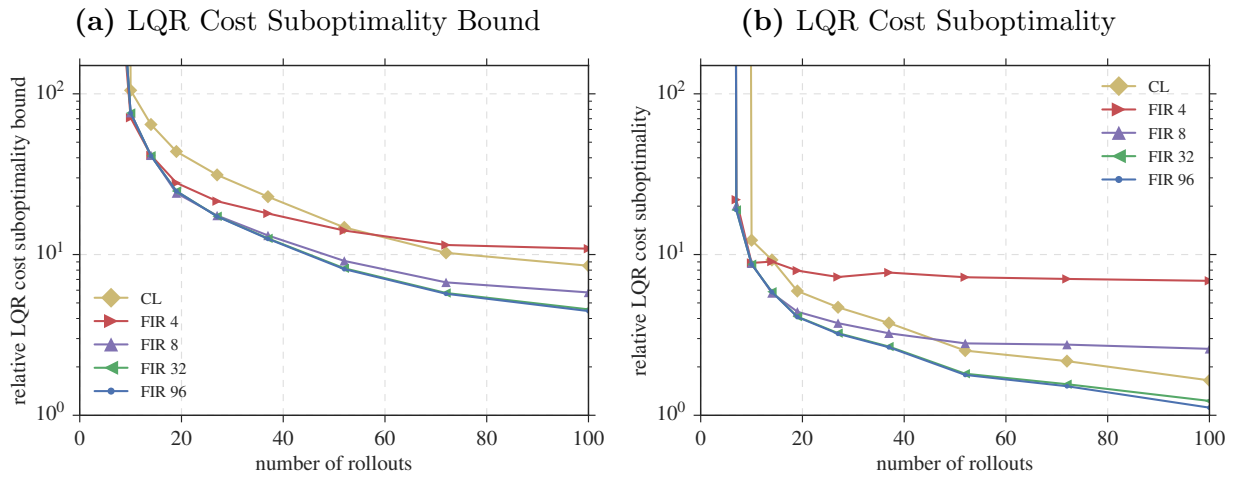 (a) LQR Cost Suboptimality Bound
relative LQR cost suboptimality bound
10^2
10^1
10^0
CL
FIR 4
FIR 8
FIR 32
FIR 96
0 20 40 60 80 100
number of rollouts
(b) LQR Cost Suboptimality
relative LQR cost suboptimality
10^2
10^1
10^0
CL
FIR 4
FIR 8
FIR 32
FIR 96
0 20 40 60 80 100
number of rollouts